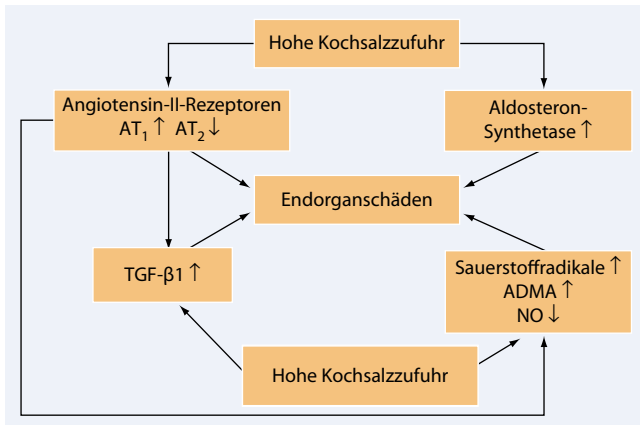 Hohe Kochsalzzufuhr
Angiotensin-II-Rezeptoren
AT₁ ↑ AT₂ ↓
Aldosteron-
Synthetase ↑
Endorganschäden
TGF-β1 ↑
Sauerstoffradikale ↑
ADMA ↑
NO ↓
Hohe Kochsalzzufuhr